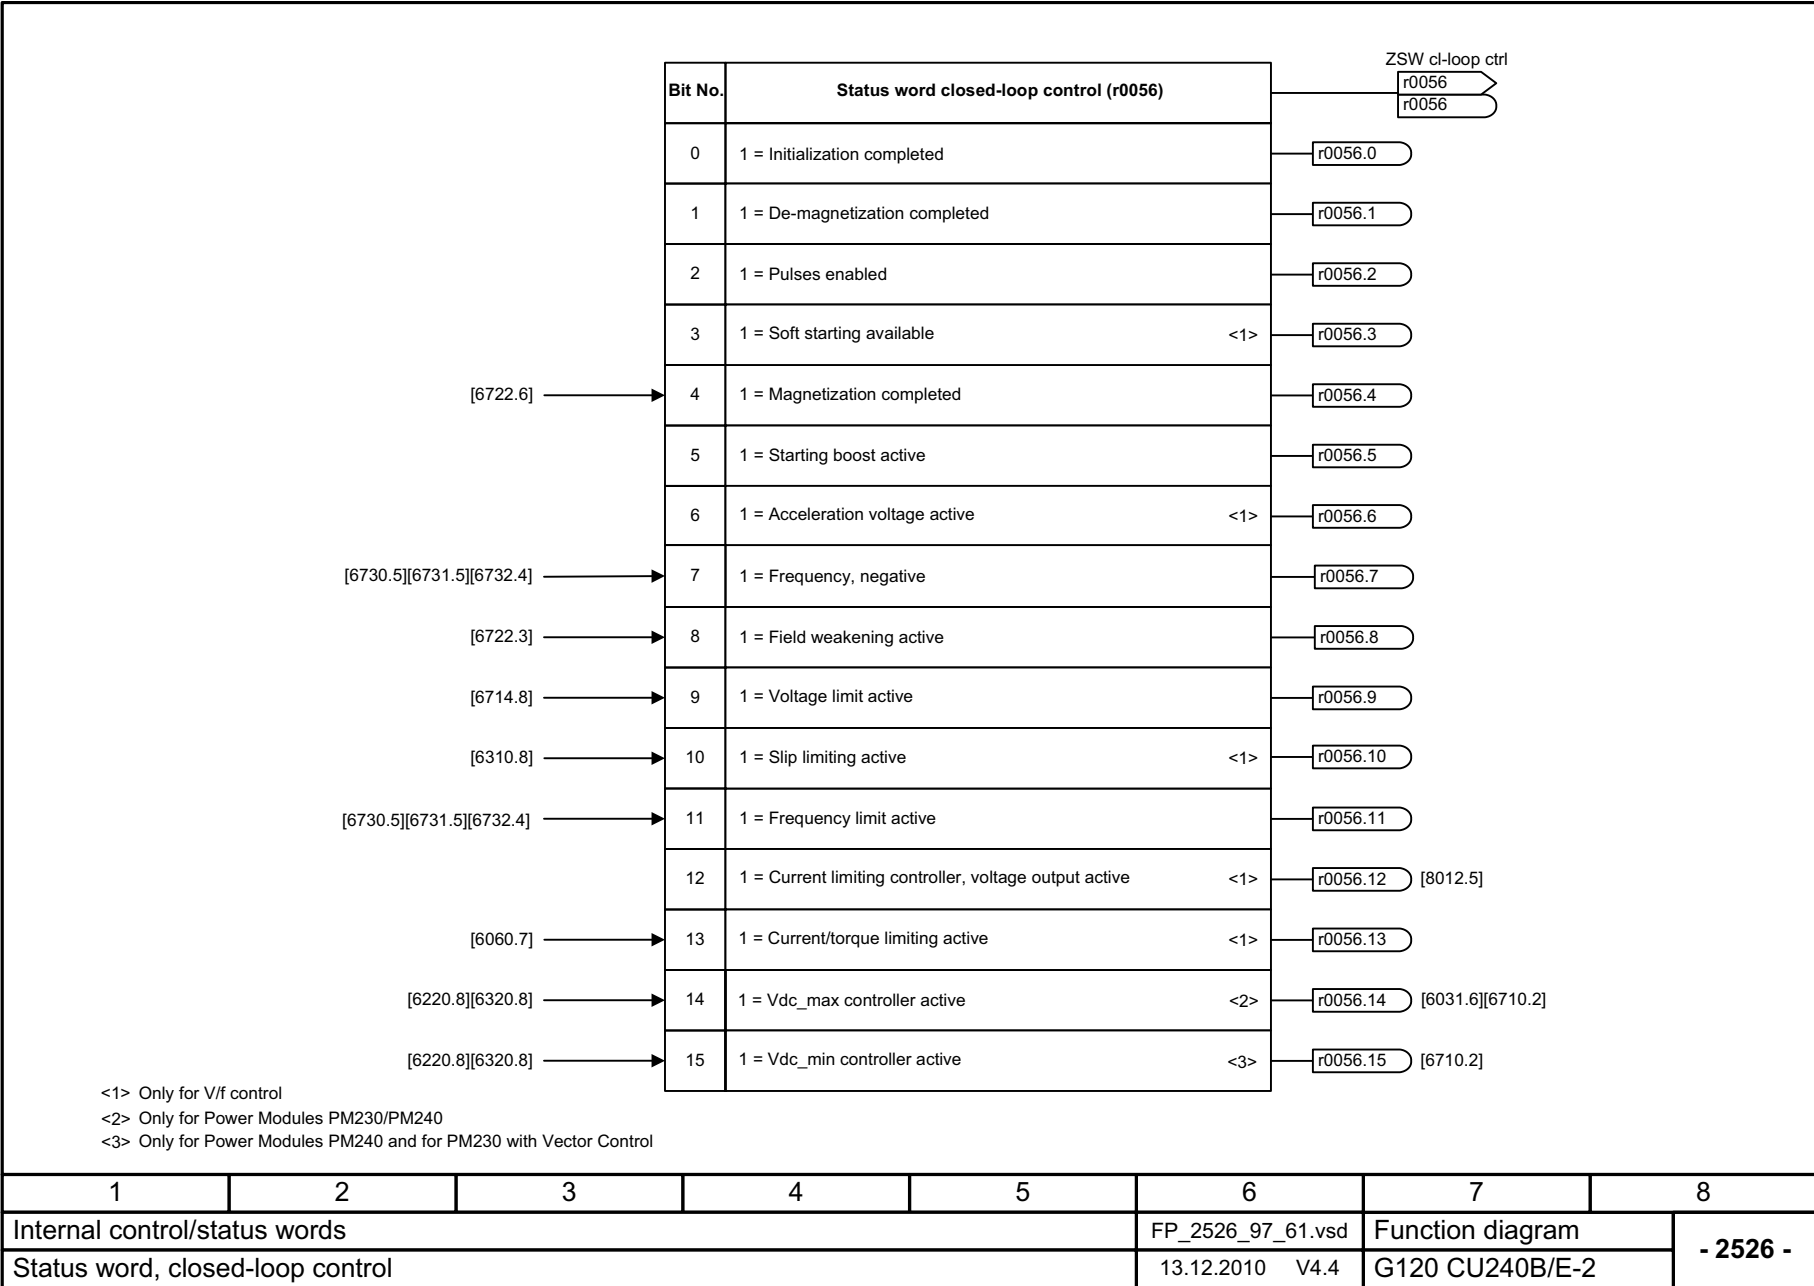 ZSW cl-loop ctrl
Bit No. Status word closed-loop control (r0056) r0056
r0056
0 1 = Initialization completed r0056.0
1 1 = De-magnetization completed r0056.1
2 1 = Pulses enabled r0056.2
3 1 = Soft starting available <1> r0056.3
[6722.6] 4 1 = Magnetization completed r0056.4
5 1 = Starting boost active r0056.5
6 1 = Acceleration voltage active <1> r0056.6
[6730.5][6731.5][6732.4] 7 1 = Frequency, negative r0056.7
[6722.3] 8 1 = Field weakening active r0056.8
[6714.8] 9 1 = Voltage limit active r0056.9
[6310.8] 10 1 = Slip limiting active <1> r0056.10
[6730.5][6731.5][6732.4] 11 1 = Frequency limit active r0056.11
12 1 = Current limiting controller, voltage output active <1> r0056.12 [8012.5]
[6060.7] 13 1 = Current/torque limiting active <1> r0056.13
[6220.8][6320.8] 14 1 = Vdc_max controller active <2> r0056.14 [6031.6][6710.2]
[6220.8][6320.8] 15 1 = Vdc_min controller active <3> r0056.15 [6710.2]
<1> Only for V/f control
<2> Only for Power Modules PM230/PM240
<3> Only for Power Modules PM240 and for PM230 with Vector Control
1 2 3 4 5 6 7 8
Internal control/status words FP_2526_97_61.vsd Function diagram - 2526 -
Status word, closed-loop control 13.12.2010 V4.4 G120 CU240B/E-2